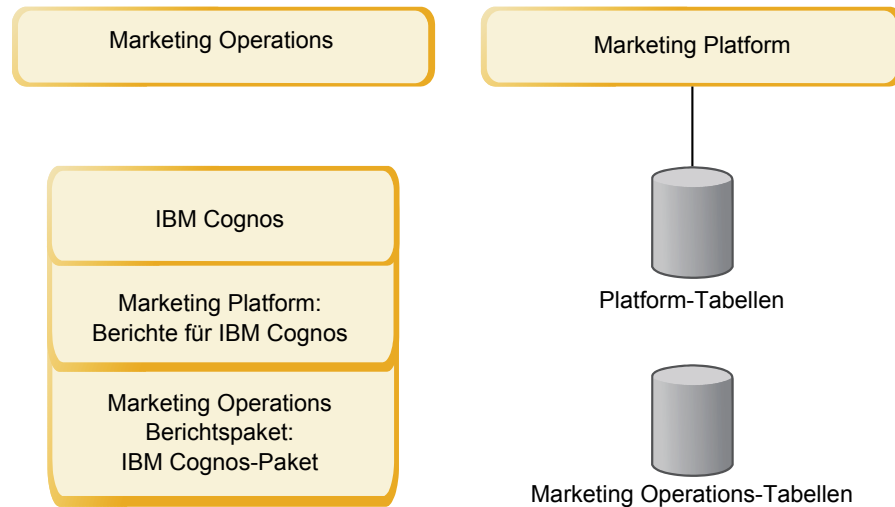 Marketing Operations
Marketing Platform
IBM Cognos
Marketing Platform:
Berichte für IBM Cognos
Marketing Operations
Berichtspaket:
IBM Cognos-Paket
Platform-Tabellen
Marketing Operations-Tabellen